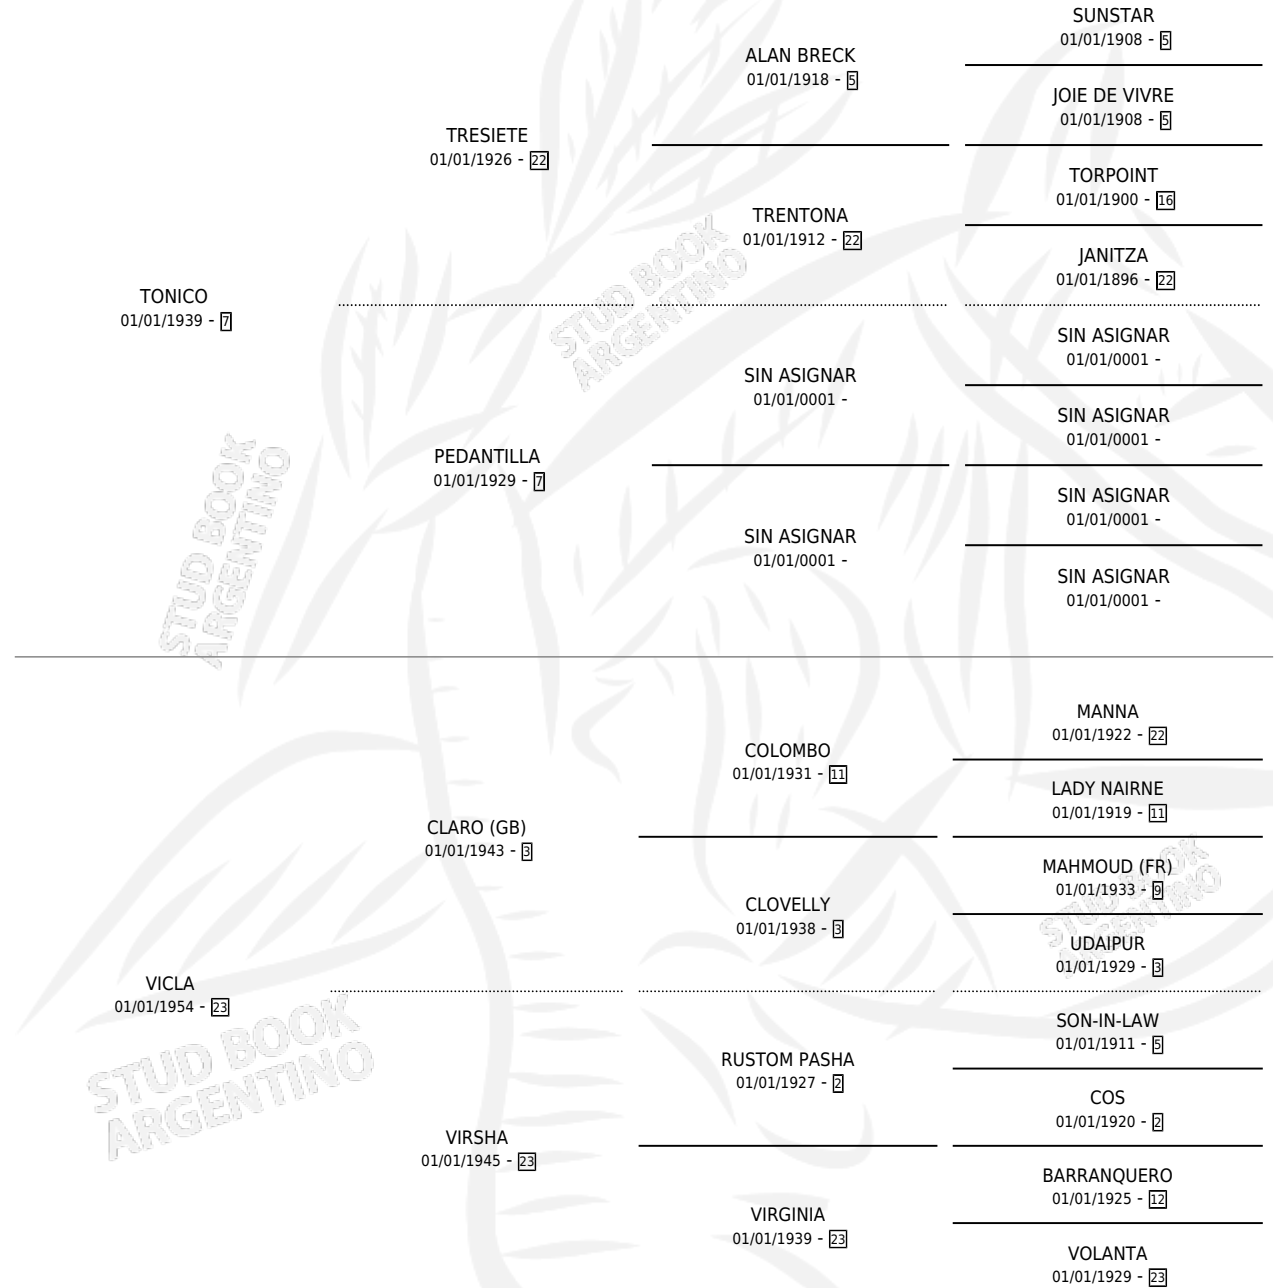 SUNSTAR
01/01/1908 - 5
ALAN BRECK
01/01/1918 - 5
JOIE DE VIVRE
01/01/1908 - 5
TRESIETE
01/01/1926 - 22
TORPOINT
01/01/1900 - 16
TRENTONA
01/01/1912 - 22
JANITZA
01/01/1896 - 22
TONICO
01/01/1939 - 7
SIN ASIGNAR
01/01/0001 -
SIN ASIGNAR
01/01/0001 -
SIN ASIGNAR
01/01/0001 -
PEDANTILLA
01/01/1929 - 7
SIN ASIGNAR
01/01/0001 -
SIN ASIGNAR
01/01/0001 -
SIN ASIGNAR
01/01/0001 -
STUD BOOK
ARGENTINO
STUD BOOK
ARGENTINO
MANNA
01/01/1922 - 22
COLOMBO
01/01/1931 - 11
LADY NAIRNE
01/01/1919 - 11
CLARO (GB)
01/01/1943 - 3
MAHMOUD (FR)
01/01/1933 - 9
CLOVELLY
01/01/1938 - 3
UDAIPUR
01/01/1929 - 3
VICLA
01/01/1954 - 23
SON-IN-LAW
01/01/1911 - 5
RUSTOM PASHA
01/01/1927 - 2
COS
01/01/1920 - 2
VIRSHA
01/01/1945 - 23
BARRANQUERO
01/01/1925 - 12
VIRGINIA
01/01/1939 - 23
VOLANTA
01/01/1929 - 23
STUD BOOK
ARGENTINO
STUD BOOK
ARGENTINO